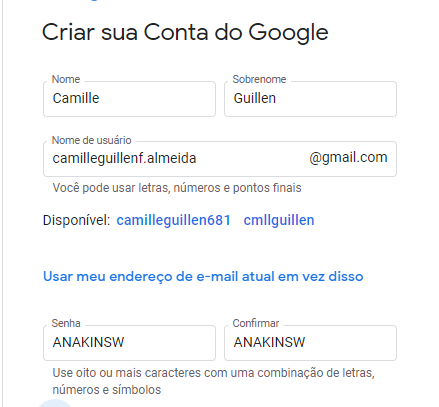 Criar sua Conta do Google
Nome
Sobrenome
Camille
Guillen
Nome de usuário
camilleguillenf.almeida
@gmail.com
Você pode usar letras, números e pontos finais
Disponível: camilleguillen681 cmllguillen
Usar meu endereço de e-mail atual em vez disso
Senha
Confirmar
ANAKINSW
ANAKINSW
Use oito ou mais caracteres com uma combinação de letras,
números e símbolos